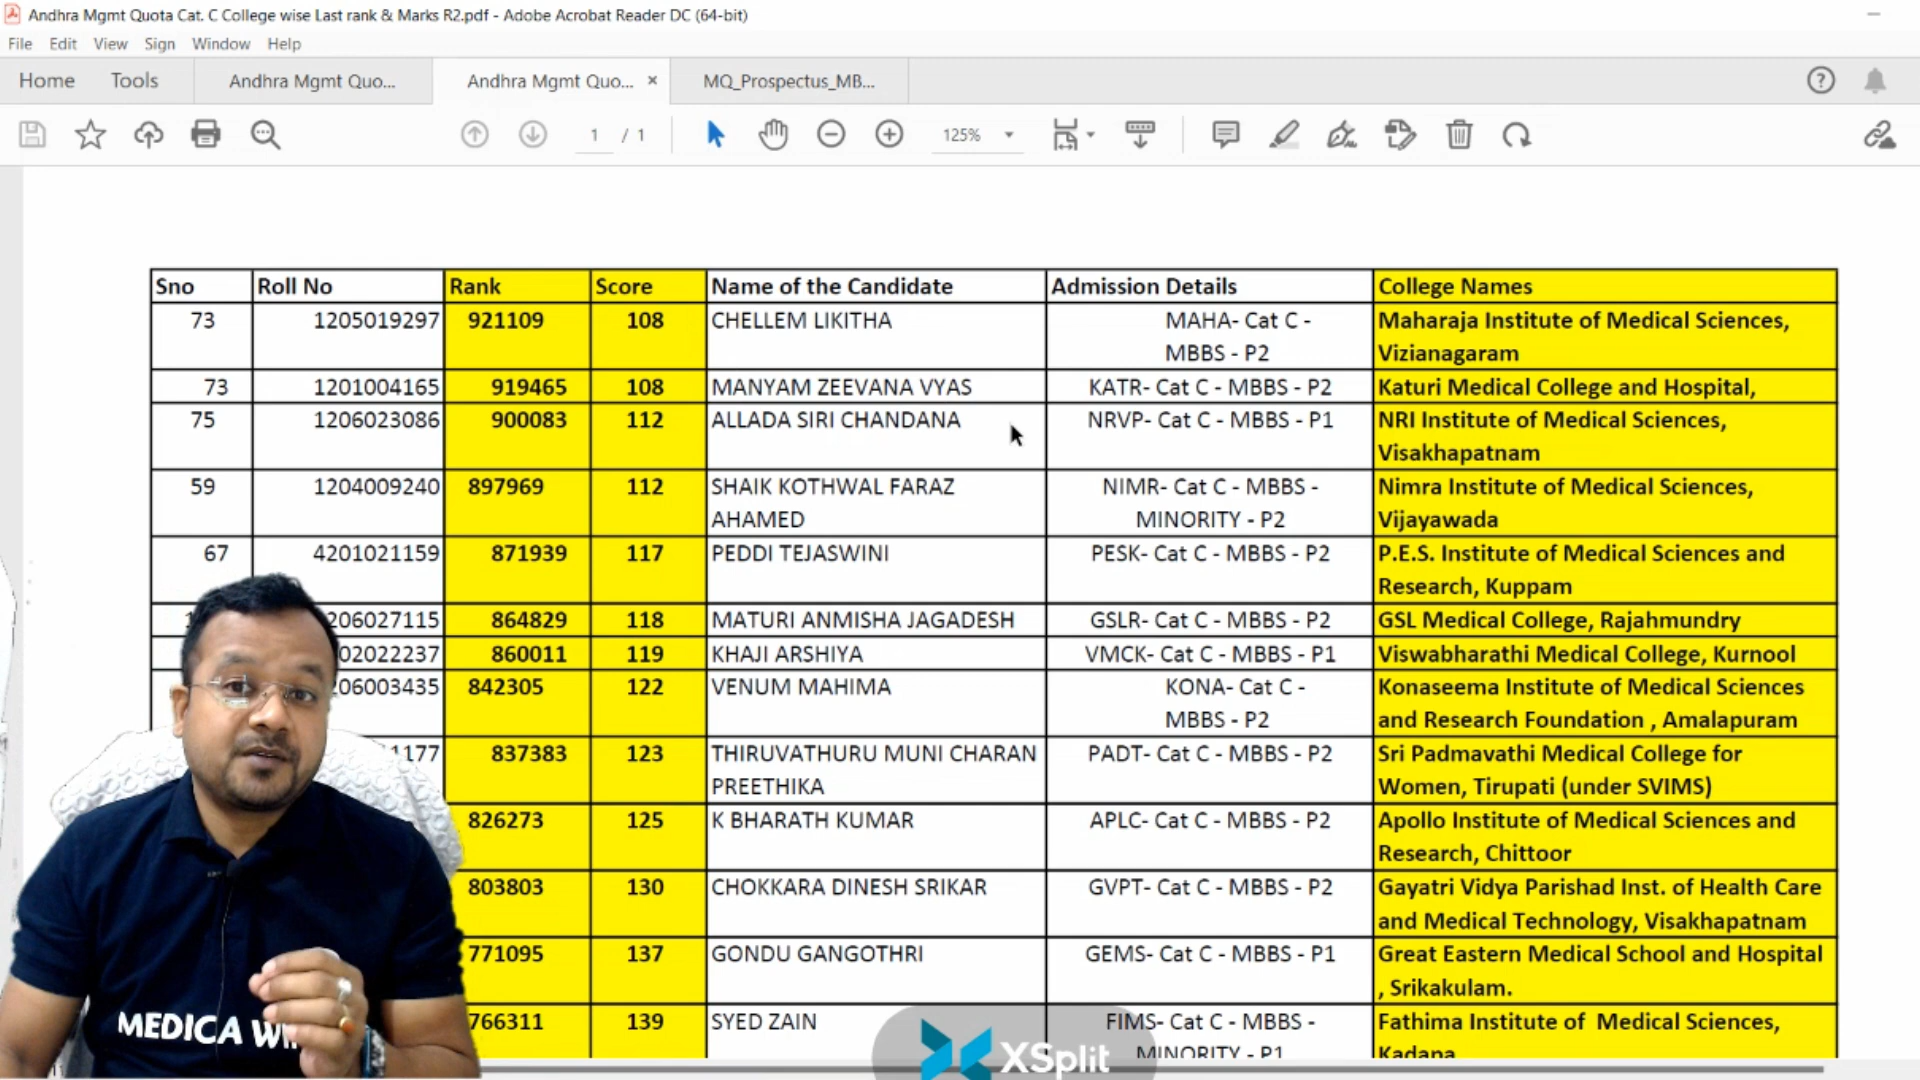 Andhra Mgmt Quota Cat. C College wise Last rank & Marks R2.pdf - Adobe Acrobat Reader DC (64-bit)
File Edit View Sign Window Help
Home Tools Andhra Mgmt Quo... Andhra Mgmt Quo... × MQ_Prospectus_MB...
1 / 1 125%
Sno Roll No Rank Score Name of the Candidate Admission Details College Names
73 1205019297 921109 108 CHELLEM LIKITHA MAHA- Cat C - Maharaja Institute of Medical Sciences,
MBBS - P2 Vizianagaram
73 1201004165 919465 108 MANYAM ZEEVANA VYAS KATR- Cat C - MBBS - P2 Katuri Medical College and Hospital,
75 1206023086 900083 112 ALLADA SIRI CHANDANA NRVP- Cat C - MBBS - P1 NRI Institute of Medical Sciences,
Visakhapatnam
59 1204009240 897969 112 SHAIK KOTHWAL FARAZ NIMR- Cat C - MBBS - Nimra Institute of Medical Sciences,
AHAMED MINORITY - P2 Vijayawada
67 4201021159 871939 117 PEDDI TEJASWINI PESK- Cat C - MBBS - P2 P.E.S. Institute of Medical Sciences and
Research, Kuppam
206027115 864829 118 MATURI ANMISHA JAGADESH GSLR- Cat C - MBBS - P2 GSL Medical College, Rajahmundry
02022237 860011 119 KHAJI ARSHIYA VMCK- Cat C - MBBS - P1 Viswabharathi Medical College, Kurnool
206003435 842305 122 VENUM MAHIMA KONA- Cat C - Konaseema Institute of Medical Sciences
MBBS - P2 and Research Foundation , Amalapuram
1177 837383 123 THIRUVATHURU MUNI CHARAN PADT- Cat C - MBBS - P2 Sri Padmavathi Medical College for
PREETHIKA Women, Tirupati (under SVIMS)
826273 125 K BHARATH KUMAR APLC- Cat C - MBBS - P2 Apollo Institute of Medical Sciences and
Research, Chittoor
803803 130 CHOKKARA DINESH SRIKAR GVPT- Cat C - MBBS - P2 Gayatri Vidya Parishad Inst. of Health Care
and Medical Technology, Visakhapatnam
771095 137 GONDU GANGOTHRI GEMS- Cat C - MBBS - P1 Great Eastern Medical School and Hospital
, Srikakulam.
766311 139 SYED ZAIN FIMS- Cat C - MBBS - Fathima Institute of Medical Sciences,
MINORITY - P1 Kadapa
MEDICA
XSplit